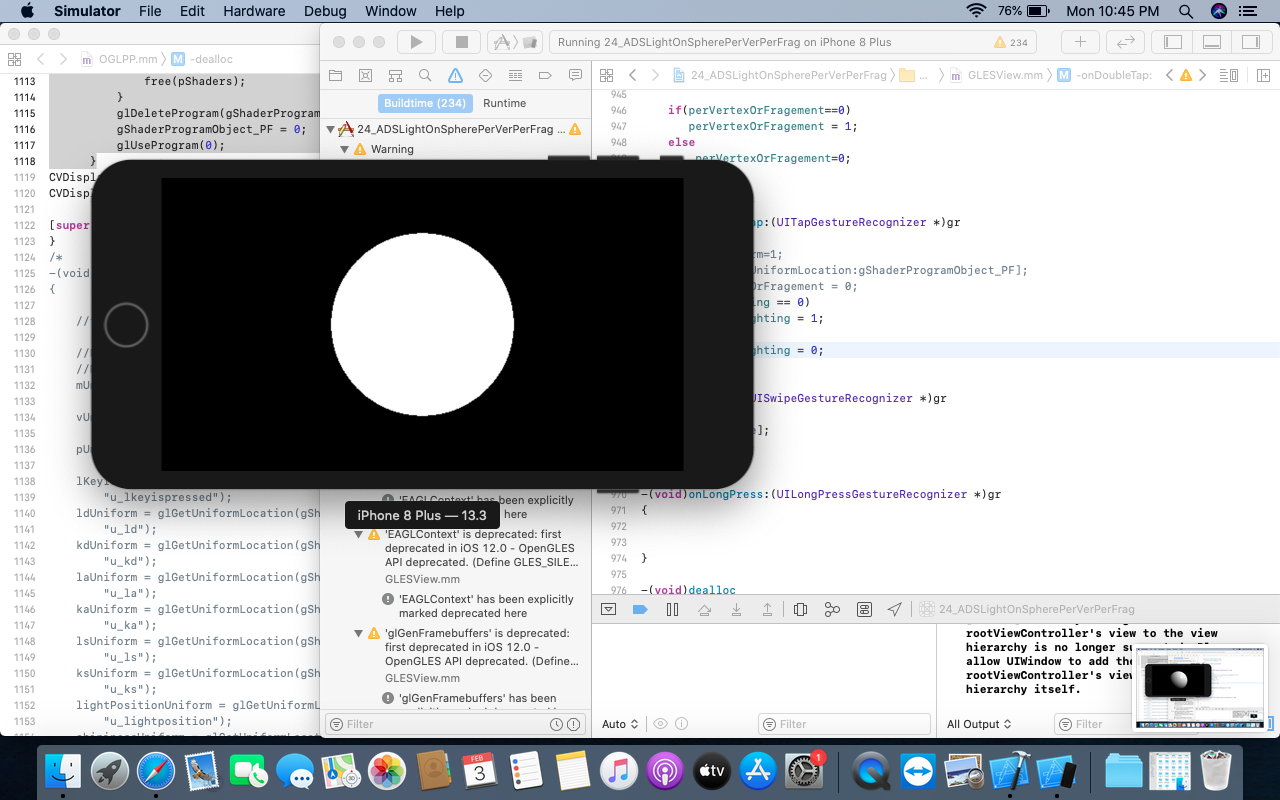 Simulator File Edit Hardware Debug Window Help 76% Mon 10:45 PM
Running 24_ADSLightOnSpherePerVerPerFrag on iPhone 8 Plus 234
OGLPP.mm M -dealloc
24_ADSLightOnSpherePerVerPerFrag ... GLESView.mm M -onDoubleTap:
1113 free(pShaders);
1114 }
1115 glDeleteProgram(gShaderProgram
1116 gShaderProgramObject_PF = 0;
1117 glUseProgram(0);
1118 }
1119 CVDispl
1120 CVDispl
1121
1122 [super
1123 }
1124 /*
1125 -(void
1126 {
1127
1128 //
1129
1130 //
1131 //
1132 mU
1133
1134 vU
1135
1136 pU
1137
1138
1139 "u_lkeyispressed");
1140 ldUniform = glGetUniformLocation(gSh
1141 "u_ld");
1142 kdUniform = glGetUniformLocation(gSh
1143 "u_kd");
1144 laUniform = glGetUniformLocation(gSh
1145 "u_la");
1146 kaUniform = glGetUniformLocation(gSh
1147 "u_ka");
1148 lsUniform = glGetUniformLocation(gSh
1149 "u_ls");
1150 ksUniform = glGetUniformLocation(gSh
1151 "u_ks");
1152 lightPositionUniform = glGetUniformL
1153 "u_lightposition");
Buildtime (234) Runtime
24_ADSLightOnSpherePerVerPerFrag ...
Warning
iPhone 8 Plus — 13.3
'EAGLContext' has been explicitly
here
'EAGLContext' is deprecated: first
deprecated in iOS 12.0 - OpenGLES
API deprecated. (Define GLES_SILE...
GLESView.mm
'EAGLContext' has been explicitly
marked deprecated here
'glGenFramebuffers' is deprecated:
first deprecated in iOS 12.0 -
OpenGLES API deprecated. (Define...
GLESView.mm
'glGenFramebuffers' has been
Filter
945
946 if(perVertexOrFragement==0)
947 perVertexOrFragement = 1;
948 else
perVertexOrFragement=0;
ap:(UITapGestureRecognizer *)gr
rm=1;
UniformLocation:gShaderProgramObject_PF];
OrFragement = 0;
ing == 0)
ghting = 1;
ghting = 0;
UISwipeGestureRecognizer *)gr
];
970 -(void)onLongPress:(UILongPressGestureRecognizer *)gr
971 {
972
973
974 }
975
976 -(void)dealloc
24_ADSLightOnSpherePerVerPerFrag
rootViewController's view to the view
hierarchy is no longer
allow UIWindow to add the
rootViewController's view
hierarchy itself.
Auto Filter All Output Filter
FEB
3
tv
1